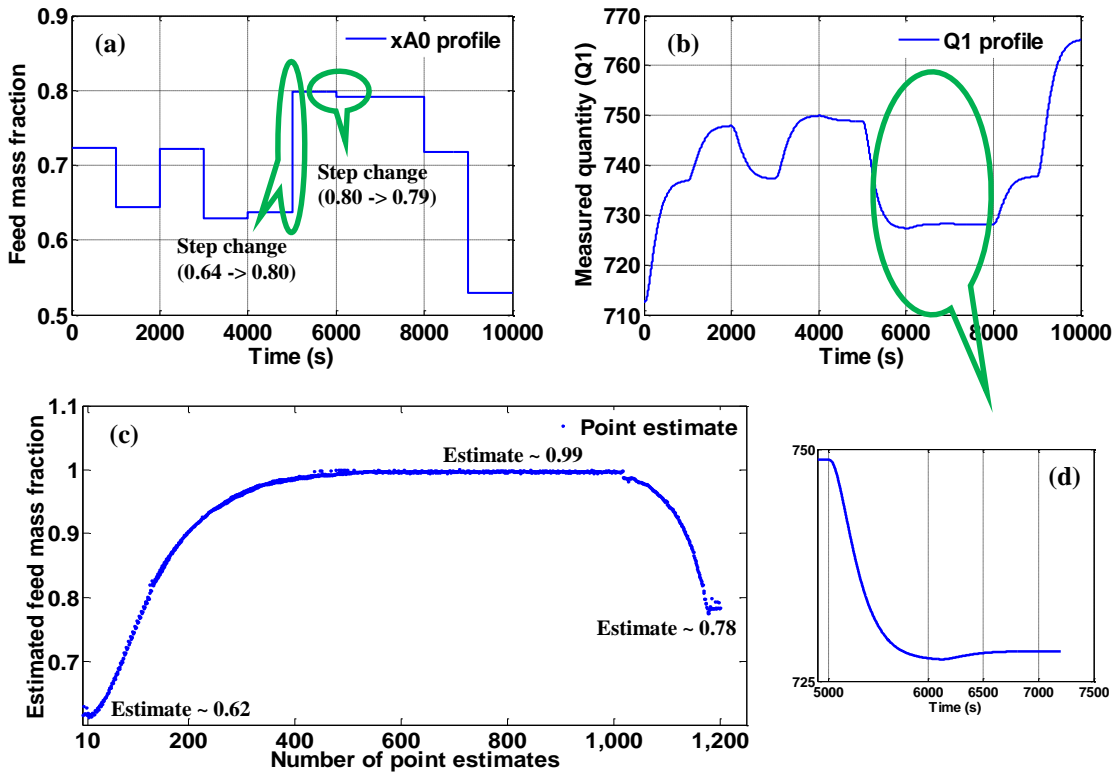 0.9
0.8
0.7
0.6
0.5
Feed mass fraction
(a)
xA0 profile
Step change
(0.80 -> 0.79)
Step change
(0.64 -> 0.80)
0
2000
4000
6000
8000
10000
Time (s)
770
760
750
740
730
720
710
Measured quantity (Q1)
(b)
Q1 profile
0
2000
4000
6000
8000
10000
Time (s)
1.1
1
0.9
0.8
0.7
Estimated feed mass fraction
(c)
Point estimate
Estimate ~ 0.99
Estimate ~ 0.78
Estimate ~ 0.62
10
200
400
600
800
1,000
1,200
Number of point estimates
750
725
(d)
5000
6000
6500
7000
7500
Time (s)